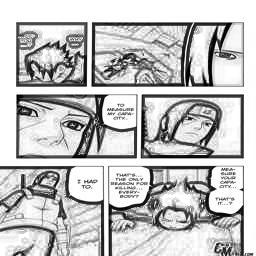 TO
MEASURE
MY CAPA-
CITY.
I HAD
TO.
THAT'S...
THE ONLY
REASON FOR
KILLING...
EVERY-
BODY?
MEA-
SURE
YOUR
CAPA-
CITY...
THAT'S
IT...?